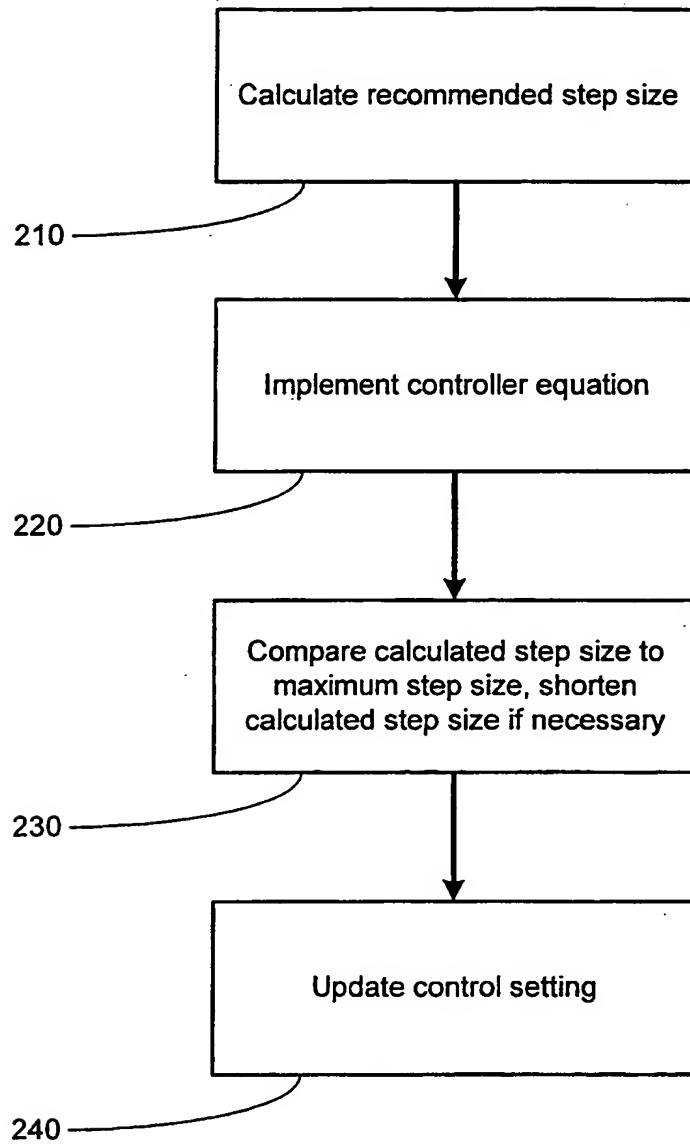 Calculate recommended step size
210
Implement controller equation
220
Compare calculated step size to
maximum step size, shorten
calculated step size if necessary
230
Update control setting
240